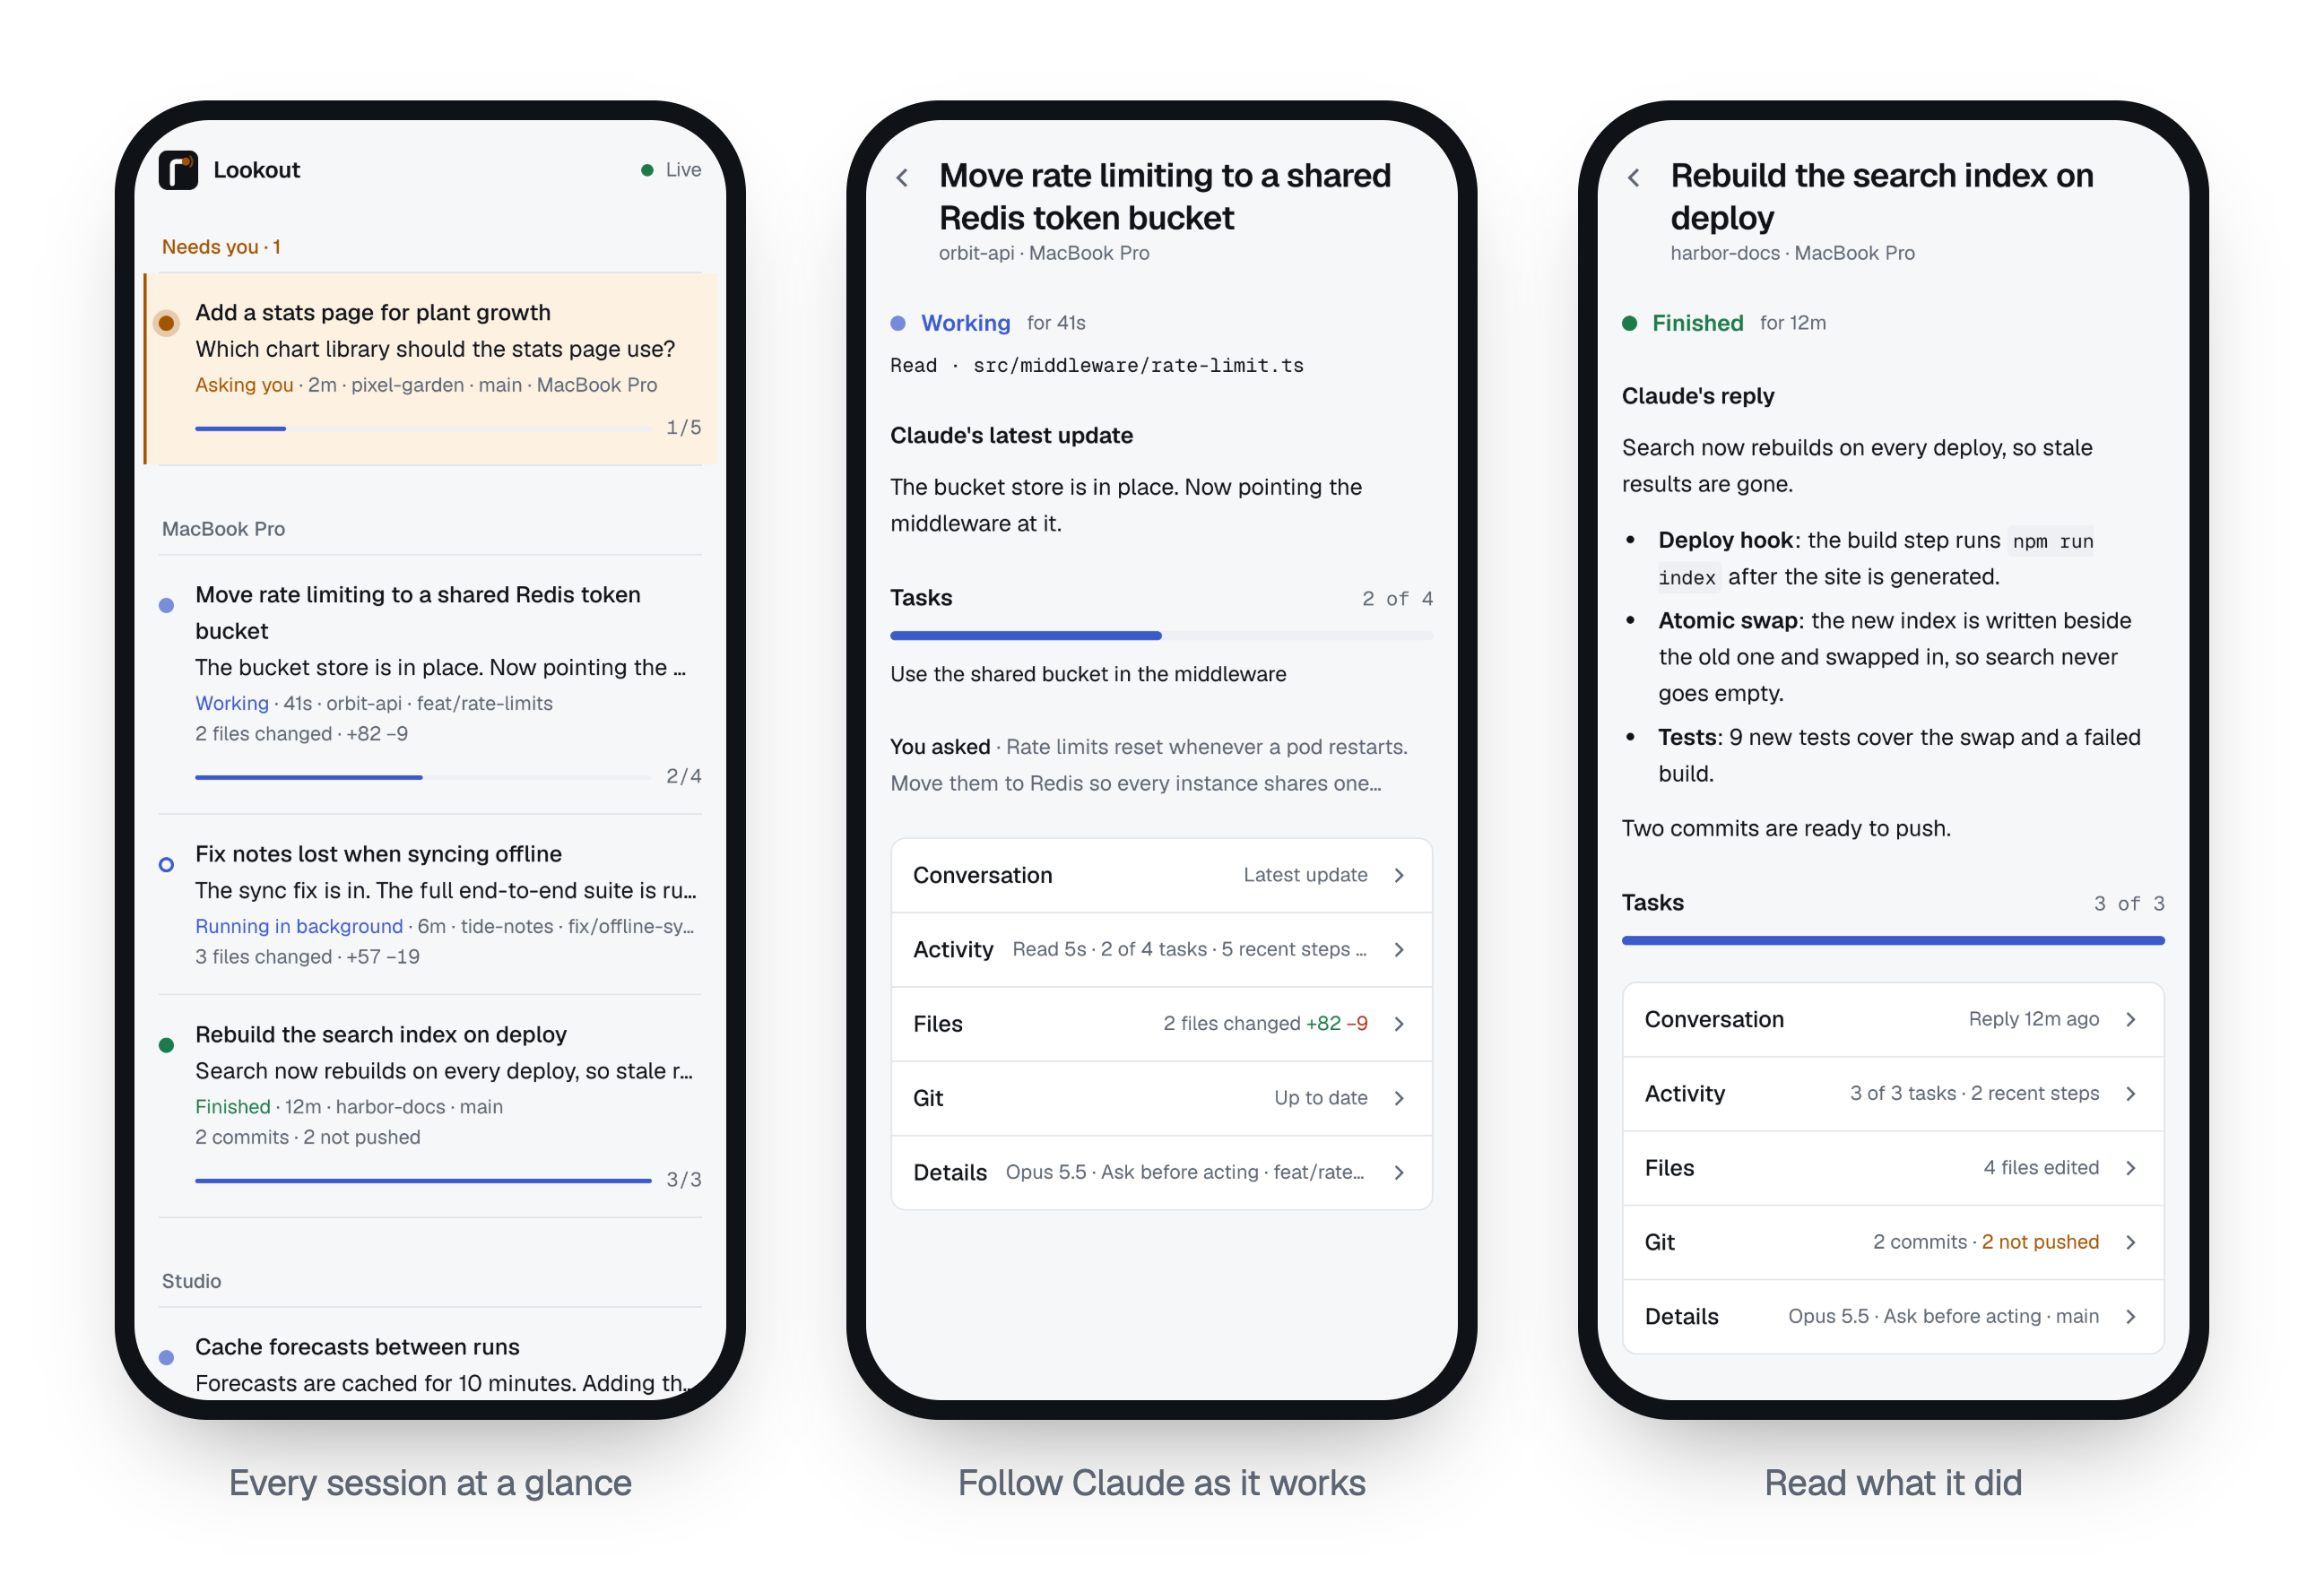 Lookout
Live
Needs you · 1
Add a stats page for plant growth
Which chart library should the stats page use?
Asking you · 2m · pixel-garden · main · MacBook Pro
1/5
MacBook Pro
Move rate limiting to a shared Redis token
bucket
The bucket store is in place. Now pointing the …
Working · 41s · orbit-api · feat/rate-limits
2 files changed · +82 −9
2/4
Fix notes lost when syncing offline
The sync fix is in. The full end-to-end suite is ru…
Running in background · 6m · tide-notes · fix/offline-sy…
3 files changed · +57 −19
Rebuild the search index on deploy
Search now rebuilds on every deploy, so stale r…
Finished · 12m · harbor-docs · main
2 commits · 2 not pushed
3/3
Studio
Cache forecasts between runs
Forecasts are cached for 10 minutes. Adding th…
Every session at a glance
Move rate limiting to a shared
Redis token bucket
orbit-api · MacBook Pro
Working for 41s
Read · src/middleware/rate-limit.ts
Claude's latest update
The bucket store is in place. Now pointing the
middleware at it.
Tasks 2 of 4
Use the shared bucket in the middleware
You asked · Rate limits reset whenever a pod restarts.
Move them to Redis so every instance shares one…
Conversation Latest update
Activity Read 5s · 2 of 4 tasks · 5 recent steps …
Files 2 files changed +82 −9
Git Up to date
Details Opus 5.5 · Ask before acting · feat/rate…
Follow Claude as it works
Rebuild the search index on
deploy
harbor-docs · MacBook Pro
Finished for 12m
Claude's reply
Search now rebuilds on every deploy, so stale
results are gone.
• Deploy hook: the build step runs npm run
index after the site is generated.
• Atomic swap: the new index is written beside
the old one and swapped in, so search never
goes empty.
• Tests: 9 new tests cover the swap and a failed
build.
Two commits are ready to push.
Tasks 3 of 3
Conversation Reply 12m ago
Activity 3 of 3 tasks · 2 recent steps
Files 4 files edited
Git 2 commits · 2 not pushed
Details Opus 5.5 · Ask before acting · main
Read what it did